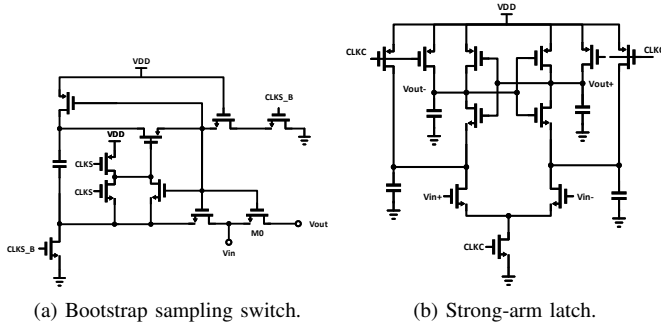 VDD
CLKS_B
VDD
CLKS
CLKS
CLKS_B
Vin
M0
Vout
(a) Bootstrap sampling switch.
VDD
CLKC
CLKC
Vout-
Vout+
Vin+
Vin-
CLKC
(b) Strong-arm latch.